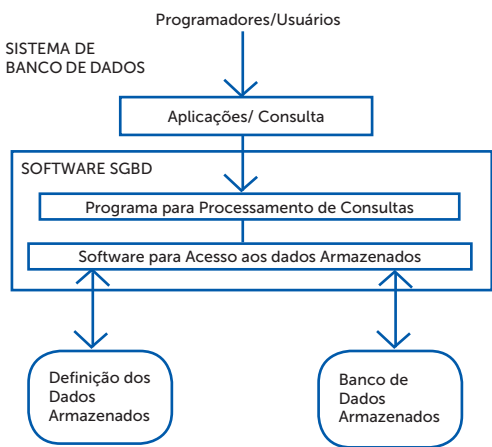 Programadores/Usuários
SISTEMA DE
BANCO DE DADOS
Aplicações/ Consulta
SOFTWARE SGBD
Programa para Processamento de Consultas
Software para Acesso aos dados Armazenados
Definição dos
Dados
Armazenados
Banco de
Dados
Armazenados